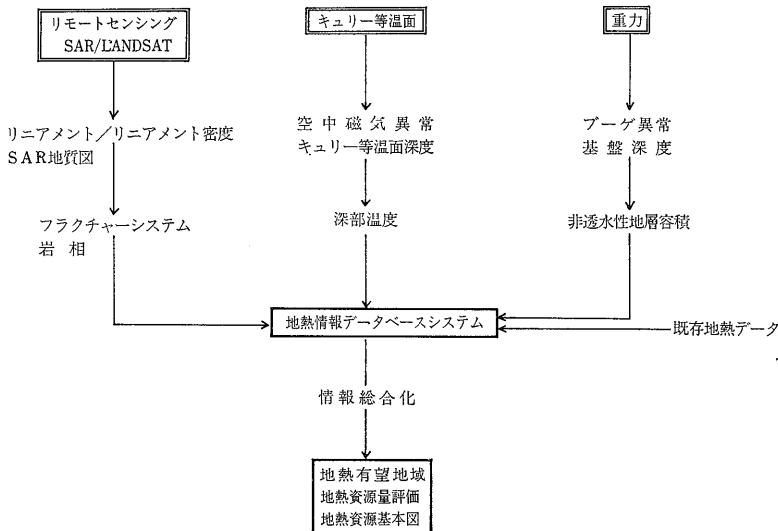 リモートセンシング
SAR/LANDSAT
キュリー等温面
重力
リニアメント／リニアメント密度
SAR地質図
空中磁気異常
キュリー等温面深度
ブーゲ異常
基盤深度
フラクチャーシステム
岩相
深部温度
非透水性地層容積
地熱情報データベースシステム
既存地熱データ
情報総合化
地熱有望地域
地熱資源量評価
地熱資源基本図